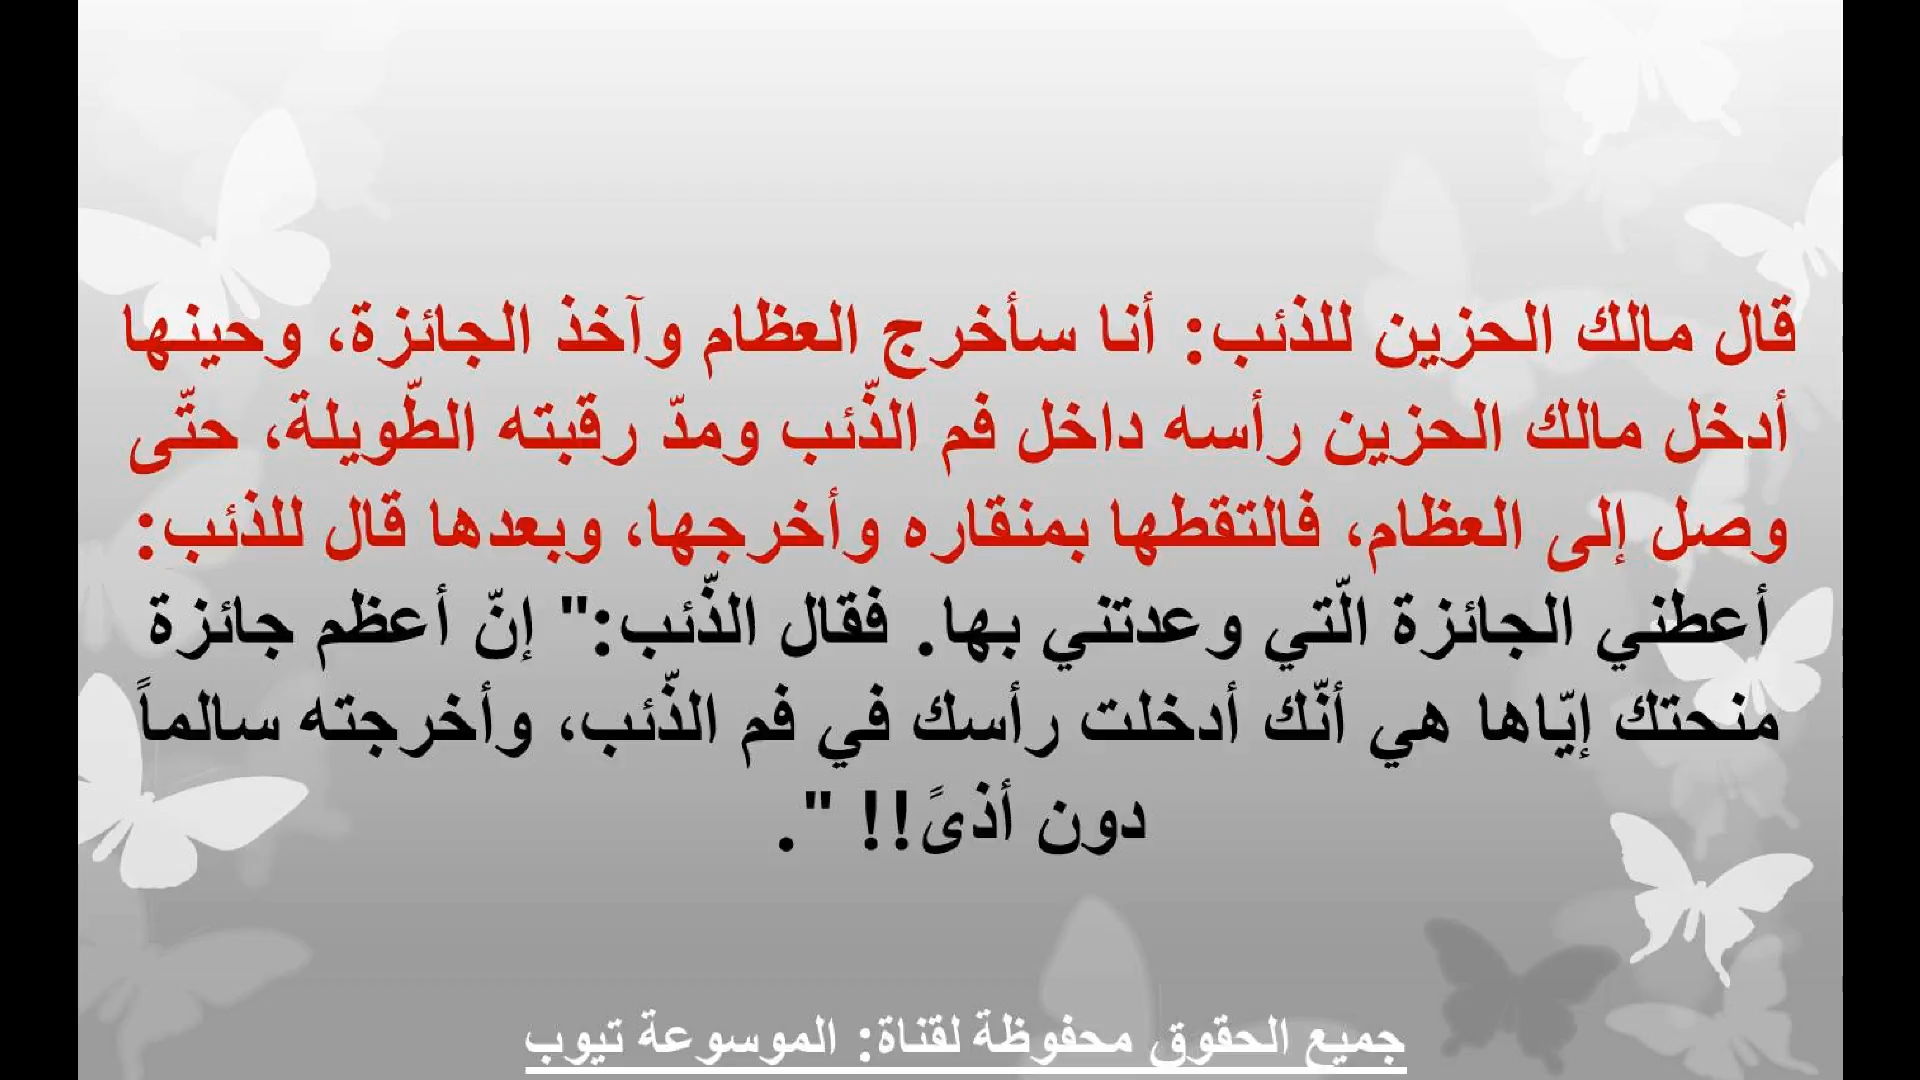 قال مالك الحزين للذئب: أنا سأخرج العظام وآخذ الجائزة، وحينها
أدخل مالك الحزين رأسه داخل فم الذّئب ومدّ رقبته الطّويلة، حتّى
وصل إلى العظام، فالتقطها بمنقاره وأخرجها، وبعدها قال للذئب:
أعطني الجائزة الّتي وعدتني بها. فقال الذّئب:" إنّ أعظم جائزة
منحتك إيّاها هي أنّك أدخلت رأسك في فم الذّئب، وأخرجته سالماً
دون أذىً!! ".
جميع الحقوق محفوظة لقناة: الموسوعة تيوب